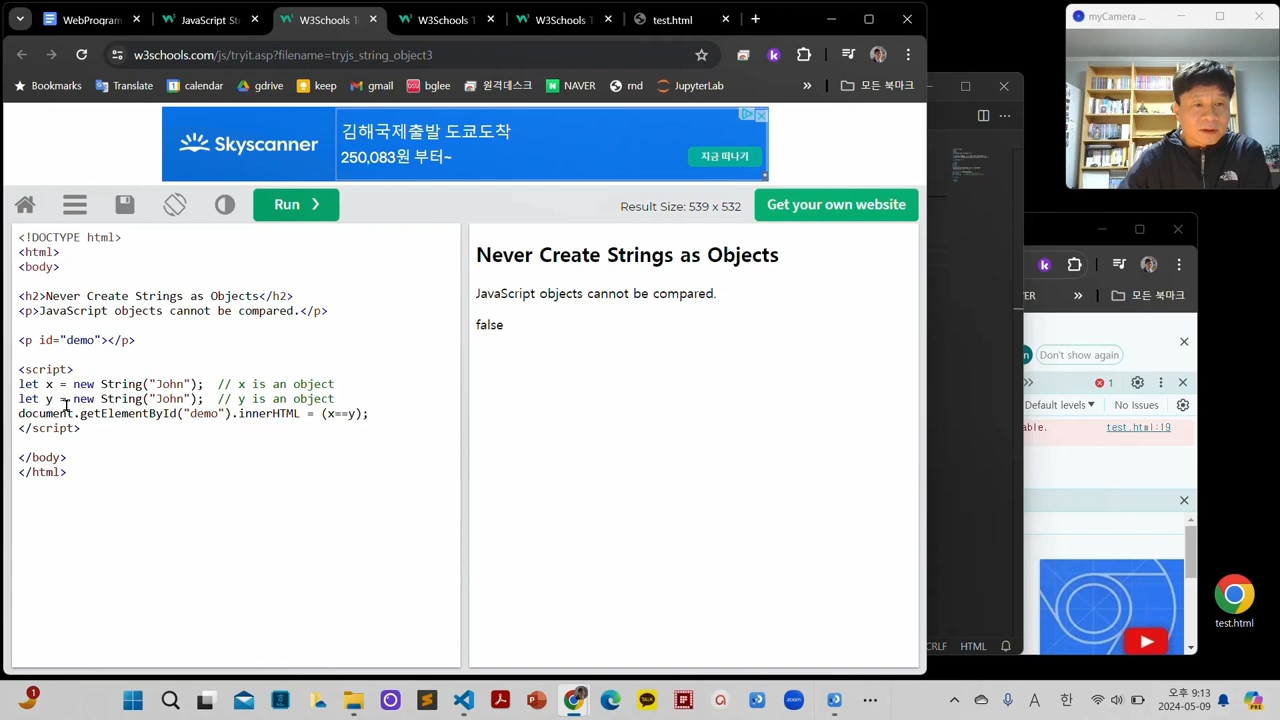 WebProgram
JavaScript St
W3Schools T
W3Schools T
W3Schools T
test.html
w3schools.com/js/tryit.asp?filename=tryjs_string_object3
Bookmarks
Translate
calendar
gdrive
keep
gmail
원격데스크
NAVER
rnd
Jupyterlab
모든 북마크
Skyscanner
김해국제출발 도쿄도착
250,083원 부터~
지금 떠나기
Run ❯
Result Size: 539 x 532
Get your own website
<!DOCTYPE html>
<html>
<body>
<h2>Never Create Strings as Objects</h2>
<p>JavaScript objects cannot be compared.</p>
<p id="demo"></p>
<script>
let x = new String("John");  // x is an object
let y = new String("John");  // y is an object
document.getElementById("demo").innerHTML = (x==y);
</script>
</body>
</html>
Never Create Strings as Objects
JavaScript objects cannot be compared.
false
myCamera
모든 북마크
Don't show again
1
Default levels
No Issues
test.html:19
CRLF
HTML
test.html
1
zoom
A
한
오후 9:13
2024-05-09
PRE